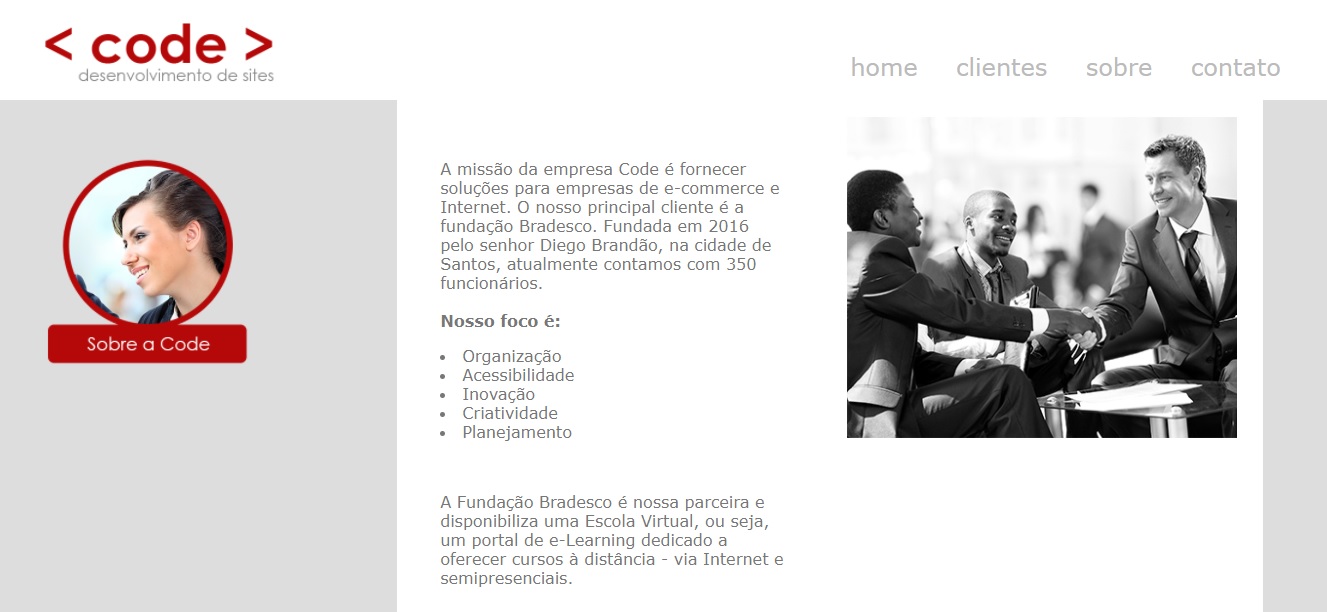 < code >
desenvolvimento de sites
home clientes sobre contato
Sobre a Code
A missão da empresa Code é fornecer
soluções para empresas de e-commerce e
Internet. O nosso principal cliente é a
fundação Bradesco. Fundada em 2016
pelo senhor Diego Brandão, na cidade de
Santos, atualmente contamos com 350
funcionários.
Nosso foco é:
• Organização
• Acessibilidade
• Inovação
• Criatividade
• Planejamento
A Fundação Bradesco é nossa parceira e
disponibiliza uma Escola Virtual, ou seja,
um portal de e-Learning dedicado a
oferecer cursos à distância - via Internet e
semipresenciais.